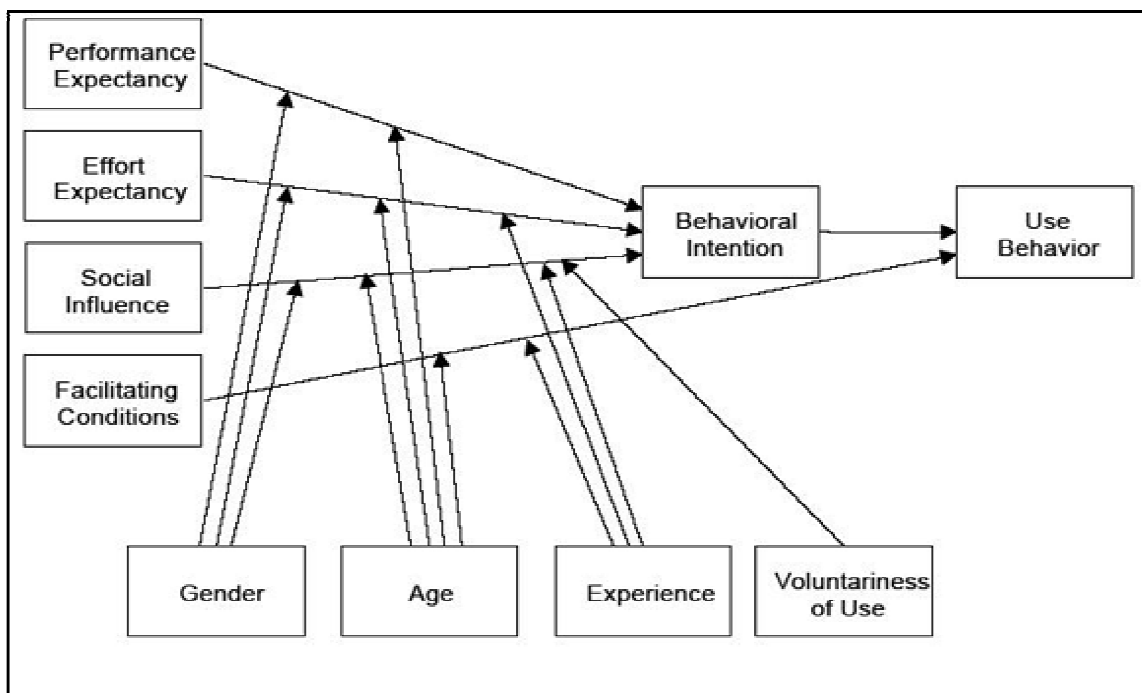 Performance
Expectancy
Effort
Expectancy
Social
Influence
Facilitating
Conditions
Behavioral
Intention
Use
Behavior
Gender
Age
Experience
Voluntariness
of Use